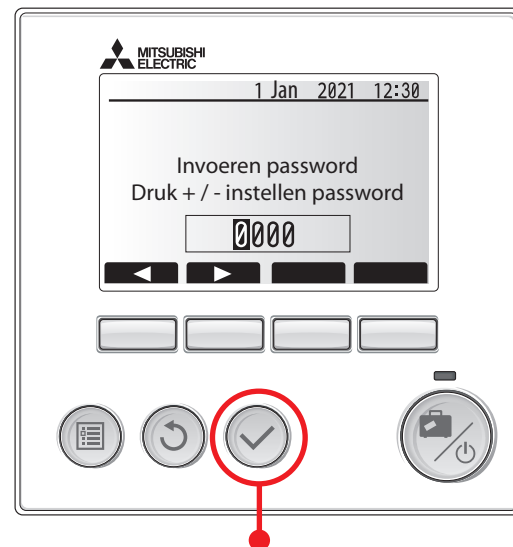 MITSUBISHI
ELECTRIC
1 Jan 2021 12:30
Invoeren password
Druk + / - instellen password
0000